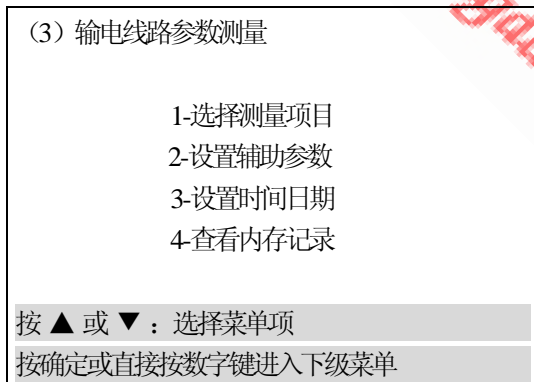 （3）输电线路参数测量
1-选择测量项目
2-设置辅助参数
3-设置时间日期
4-查看内存记录
按 ▲ 或 ▼ ：选择菜单项
按确定或直接按数字键进入下级菜单